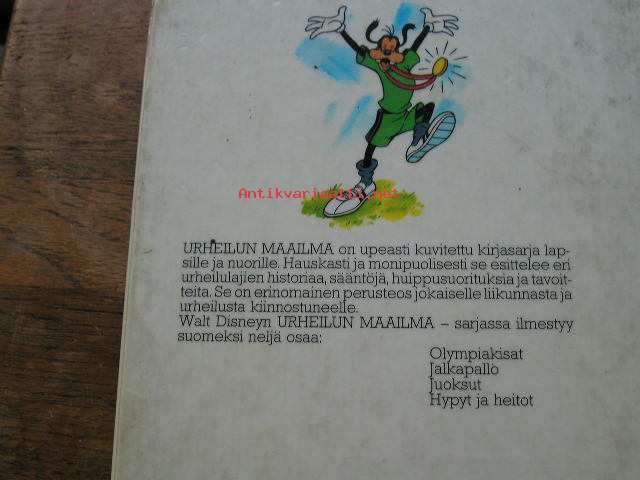 Antikvariaatti.net
URHEILUN MAAILMA on upeasti kuvitettu kirjasarja lap-
sille ja nuorille. Hauskasti ja monipuolisesti se esittelee eri
urheilulajien historiaa, sääntöjä, huippusuorituksia ja tavoit-
teita. Se on erinomainen perusteos jokaiselle liikunnasta ja
urheilusta kiinnostuneelle.
Walt Disneyn URHEILUN MAAILMA – sarjassa ilmestyy
suomeksi neljä osaa:
Olympiakisat
Jalkapallo
Juoksut
Hypyt ja heitot